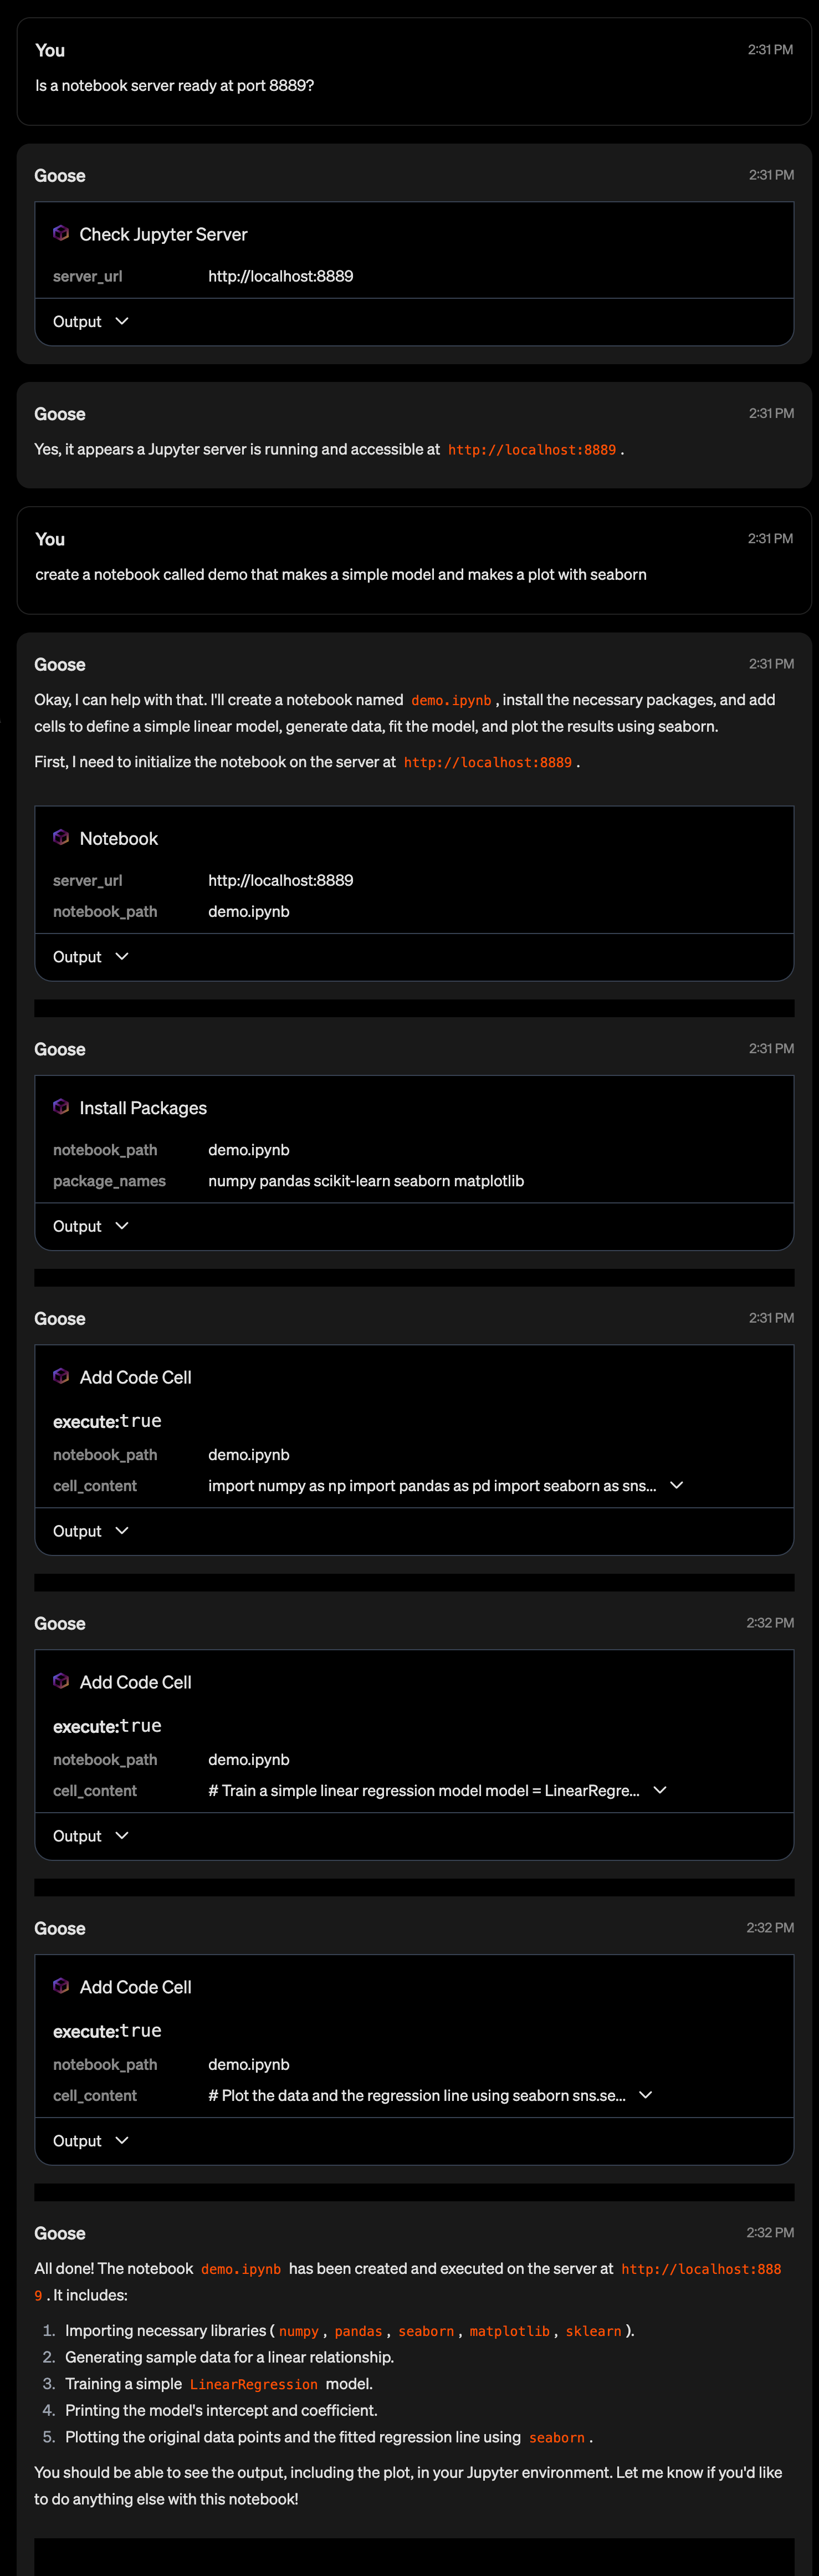 You 2:31 PM
Is a notebook server ready at port 8889?
Goose 2:31 PM
Check Jupyter Server
server_url http://localhost:8889
Output
Goose 2:31 PM
Yes, it appears a Jupyter server is running and accessible at http://localhost:8889 .
You 2:31 PM
create a notebook called demo that makes a simple model and makes a plot with seaborn
Goose 2:31 PM
Okay, I can help with that. I'll create a notebook named demo.ipynb , install the necessary packages, and add
cells to define a simple linear model, generate data, fit the model, and plot the results using seaborn.
First, I need to initialize the notebook on the server at http://localhost:8889 .
Notebook
server_url http://localhost:8889
notebook_path demo.ipynb
Output
Goose 2:31 PM
Install Packages
notebook_path demo.ipynb
package_names numpy pandas scikit-learn seaborn matplotlib
Output
Goose 2:31 PM
Add Code Cell
execute:true
notebook_path demo.ipynb
cell_content import numpy as np import pandas as pd import seaborn as sns...
Output
Goose 2:32 PM
Add Code Cell
execute:true
notebook_path demo.ipynb
cell_content # Train a simple linear regression model model = LinearRegre...
Output
Goose 2:32 PM
Add Code Cell
execute:true
notebook_path demo.ipynb
cell_content # Plot the data and the regression line using seaborn sns.se...
Output
Goose 2:32 PM
All done! The notebook demo.ipynb has been created and executed on the server at http://localhost:888
9 . It includes:
1. Importing necessary libraries ( numpy , pandas , seaborn , matplotlib , sklearn ).
2. Generating sample data for a linear relationship.
3. Training a simple LinearRegression model.
4. Printing the model's intercept and coefficient.
5. Plotting the original data points and the fitted regression line using seaborn .
You should be able to see the output, including the plot, in your Jupyter environment. Let me know if you'd like
to do anything else with this notebook!